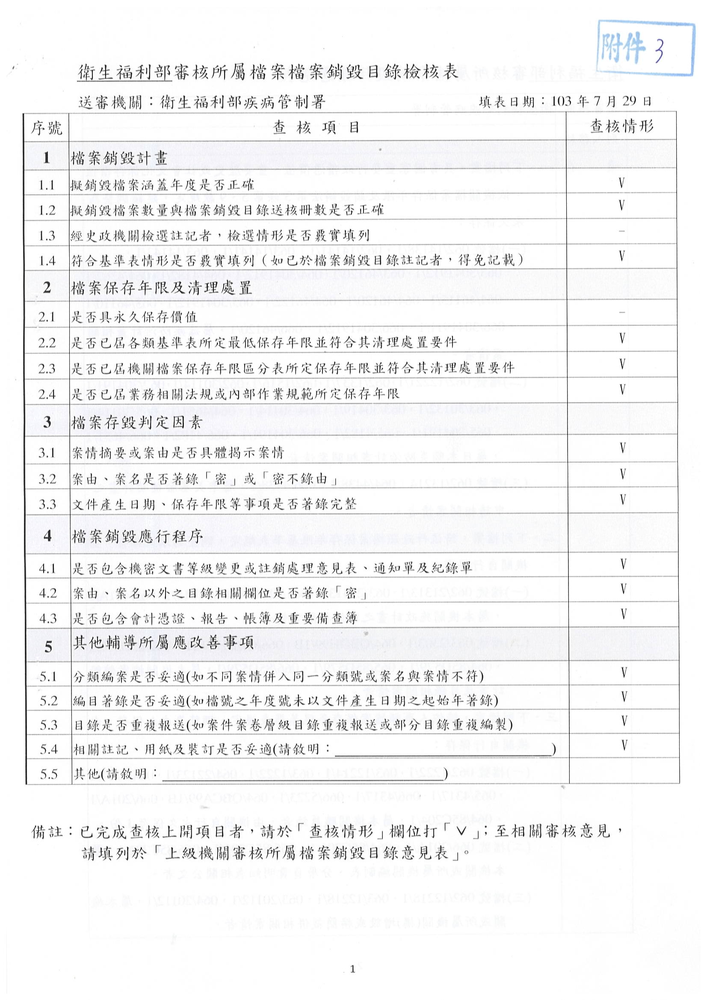 附件 3
衛生福利部審核所屬檔案檔案銷毀目錄檢核表
送審機關：衛生福利部疾病管制署 填表日期：103 年 7 月 29 日
序號 查核項目 查核情形
1 檔案銷毀計畫
1.1 擬銷毀檔案涵蓋年度是否正確 V
1.2 擬銷毀檔案數量與檔案銷毀目錄送核冊數是否正確 V
1.3 經史政機關檢選註記者，檢選情形是否覈實填列 –
1.4 符合基準表情形是否覈實填列（如已於檔案銷毀目錄註記者，得免記載） V
2 檔案保存年限及清理處置
2.1 是否具永久保存價值 –
2.2 是否已屆各類基準表所定最低保存年限並符合其清理處置要件 V
2.3 是否已屆機關檔案保存年限區分表所定保存年限並符合其清理處置要件 V
2.4 是否已屆業務相關法規或內部作業規範所定保存年限 V
3 檔案存毀判定因素
3.1 案情摘要或案由是否具體揭示案情 V
3.2 案由、案名是否著錄「密」或「密不錄由」 V
3.3 文件產生日期、保存年限等事項是否著錄完整 V
4 檔案銷毀應行程序
4.1 是否包含機密文書等級變更或註銷處理意見表、通知單及紀錄單 V
4.2 案由、案名以外之目錄相關欄位是否著錄「密」 V
4.3 是否包含會計憑證、報告、帳簿及重要備查簿 V
5 其他輔導所屬應改善事項
5.1 分類編案是否妥適(如不同案情併入同一分類號或案名與案情不符) V
5.2 編目著錄是否妥適(如檔號之年度號未以文件產生日期之起始年著錄) V
5.3 目錄是否重複報送(如案件案卷層級目錄重複報送或部分目錄重複編製) V
5.4 相關註記、用紙及裝訂是否妥適(請敘明：) V
5.5 其他(請敘明：)
備註：已完成查核上開項目者，請於「查核情形」欄位打「∨」；至相關審核意見，
請填列於「上級機關審核所屬檔案銷毀目錄意見表」。
1